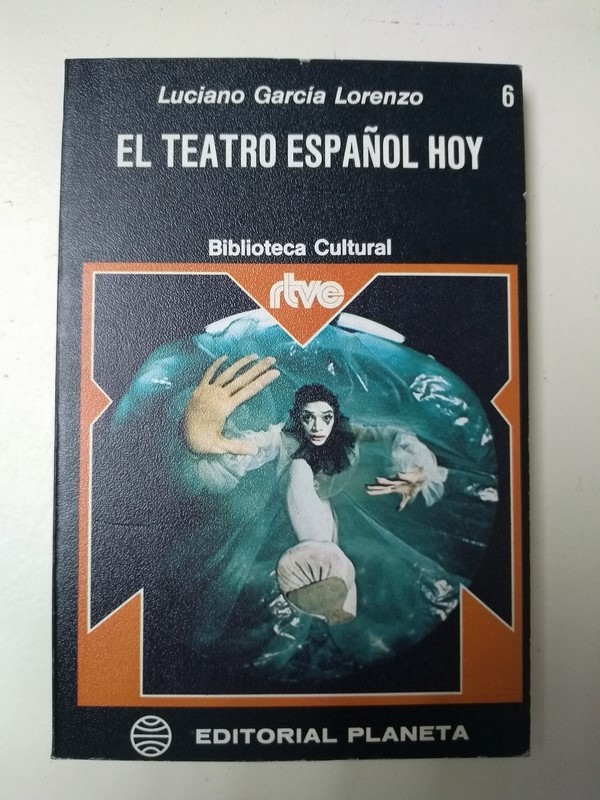 Luciano García Lorenzo
6
EL TEATRO ESPAÑOL HOY
Biblioteca Cultural
rtve
EDITORIAL PLANETA